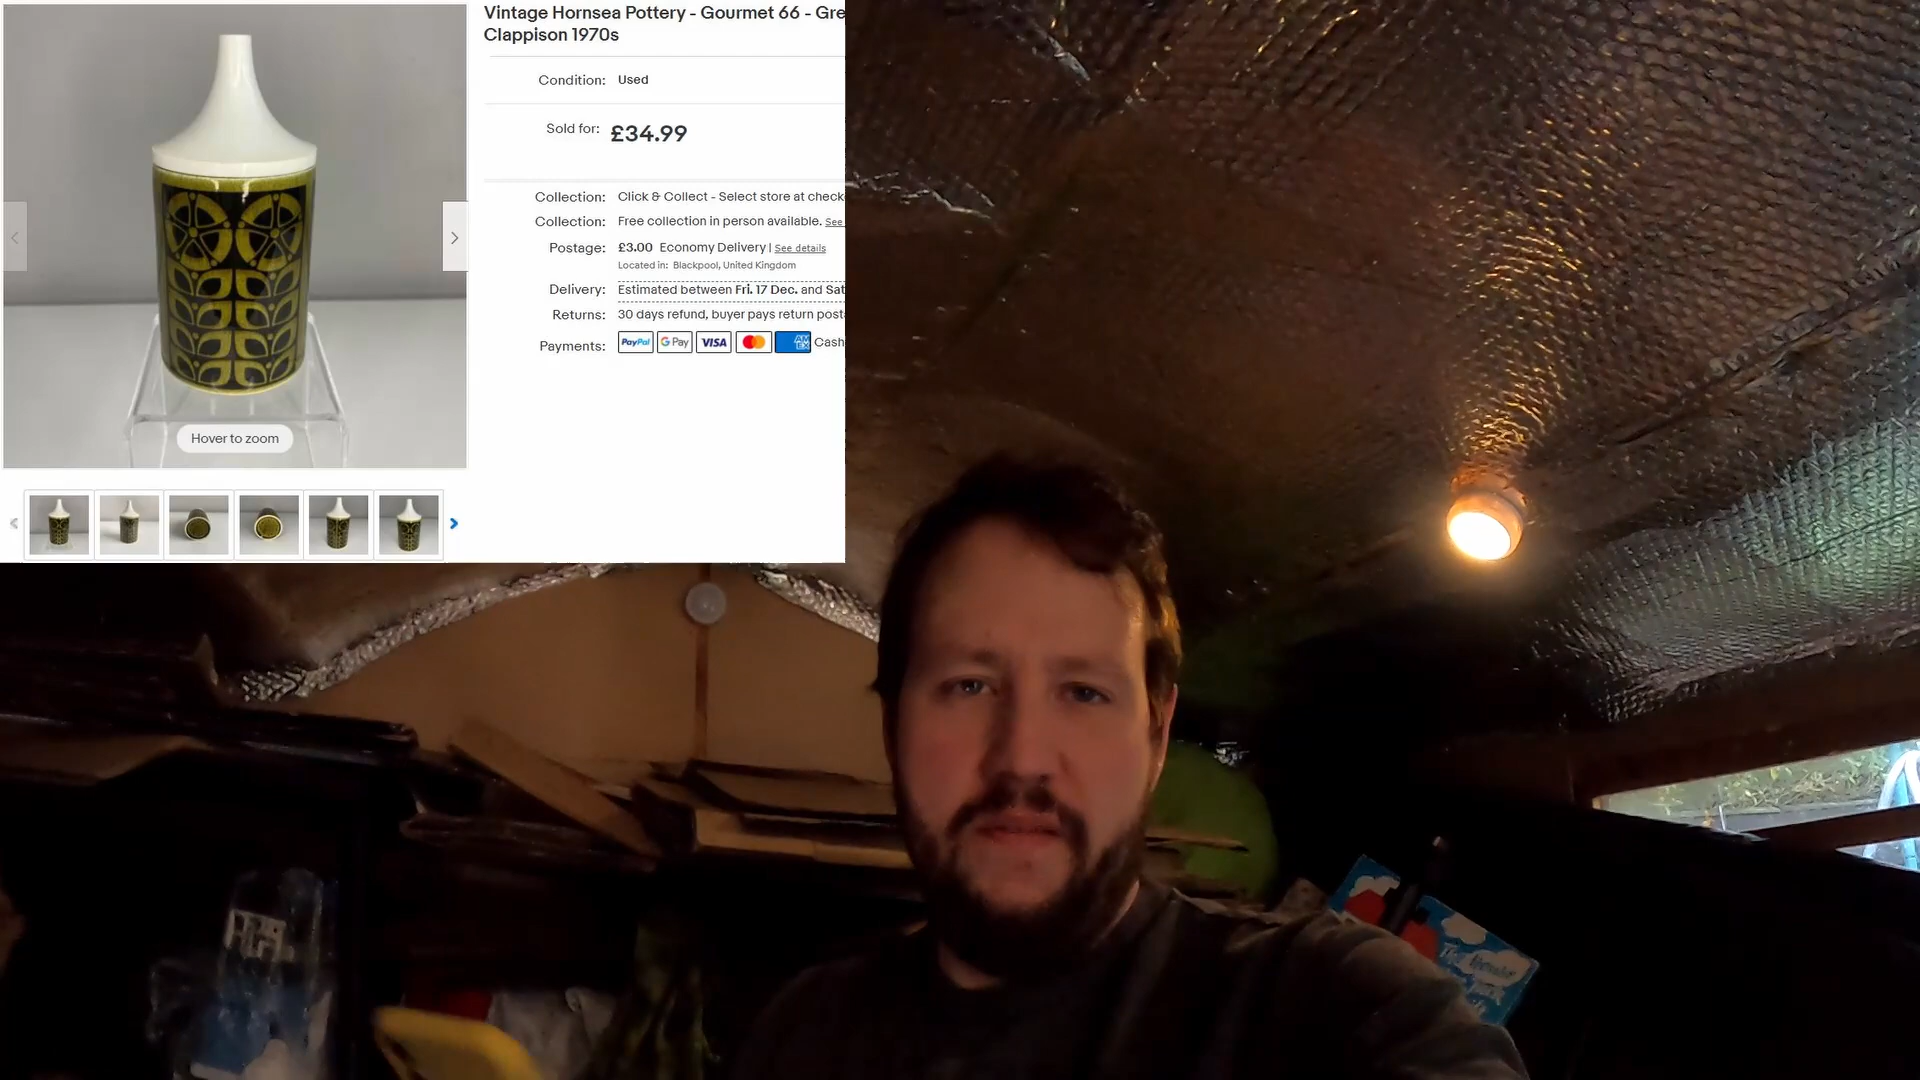 Vintage Hornsea Pottery - Gourmet 66 - Gre
Clappison 1970s
Condition: Used
Sold for: £34.99
Collection: Click & Collect - Select store at check
Collection: Free collection in person available. See
Postage: £3.00 Economy Delivery | See details
Located in: Blackpool, United Kingdom
Delivery: Estimated between Fri. 17 Dec. and Sat
Returns: 30 days refund, buyer pays return post
Payments: PayPal G Pay VISA AM EX Cash
Hover to zoom